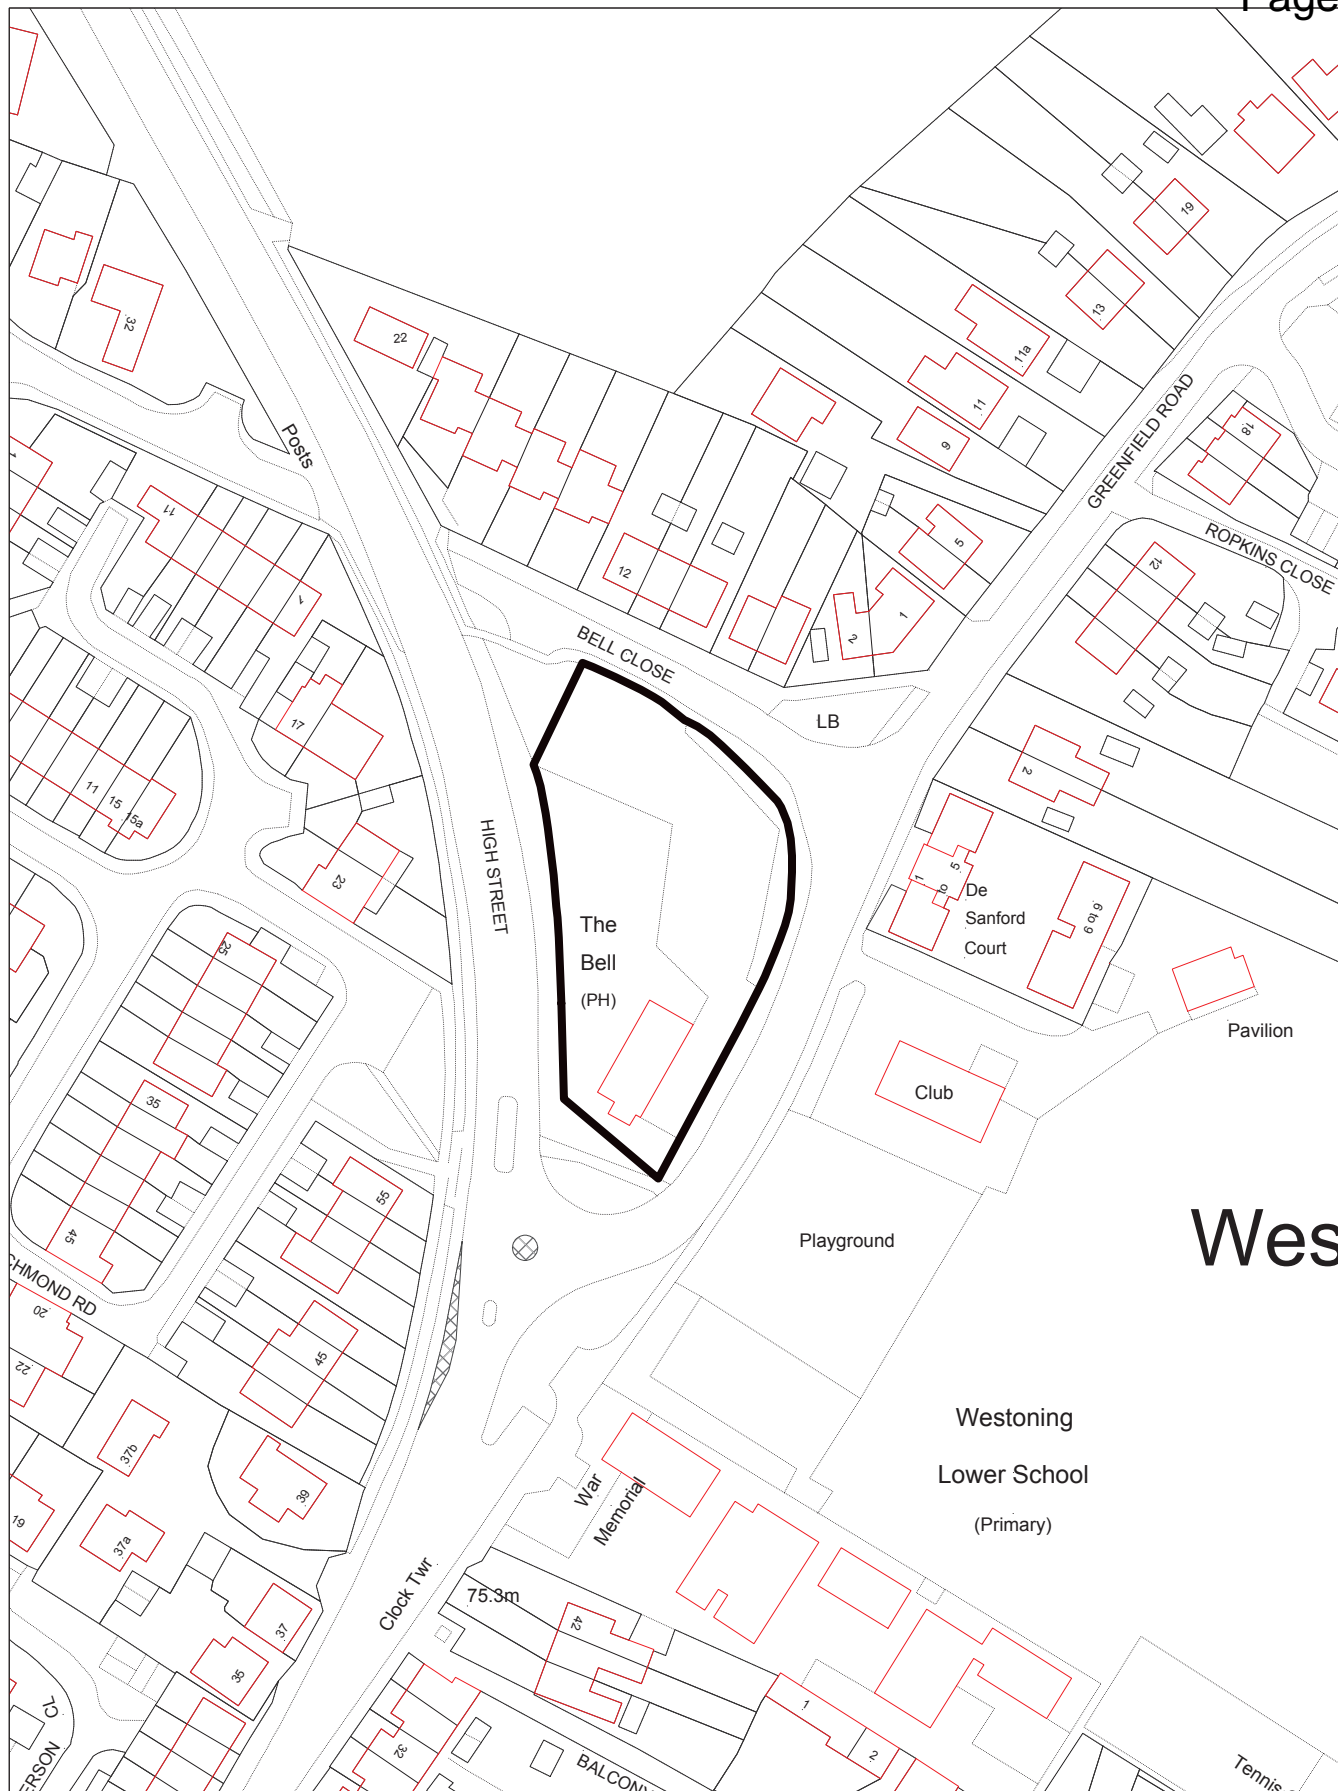 Page
19
13
11a
11
9
5
1
2
22
12
32
Posts
GREENFIELD ROAD
18
ROPKINS CLOSE
12
11
7
BELL CLOSE
LB
17
11
15
15a
2
HIGH STREET
23
1
to
5
De
Sanford
Court
6 to 9
The
Bell
(PH)
25
Pavilion
Club
35
45
55
Playground
Wes
CHMOND RD
20
22
45
37b
39
Westoning
Lower School
(Primary)
War
Memorial
19
37a
37
35
Clock Twr
75.3m
42
32
1
2
CL
ERSON
BALCONY
Tennis